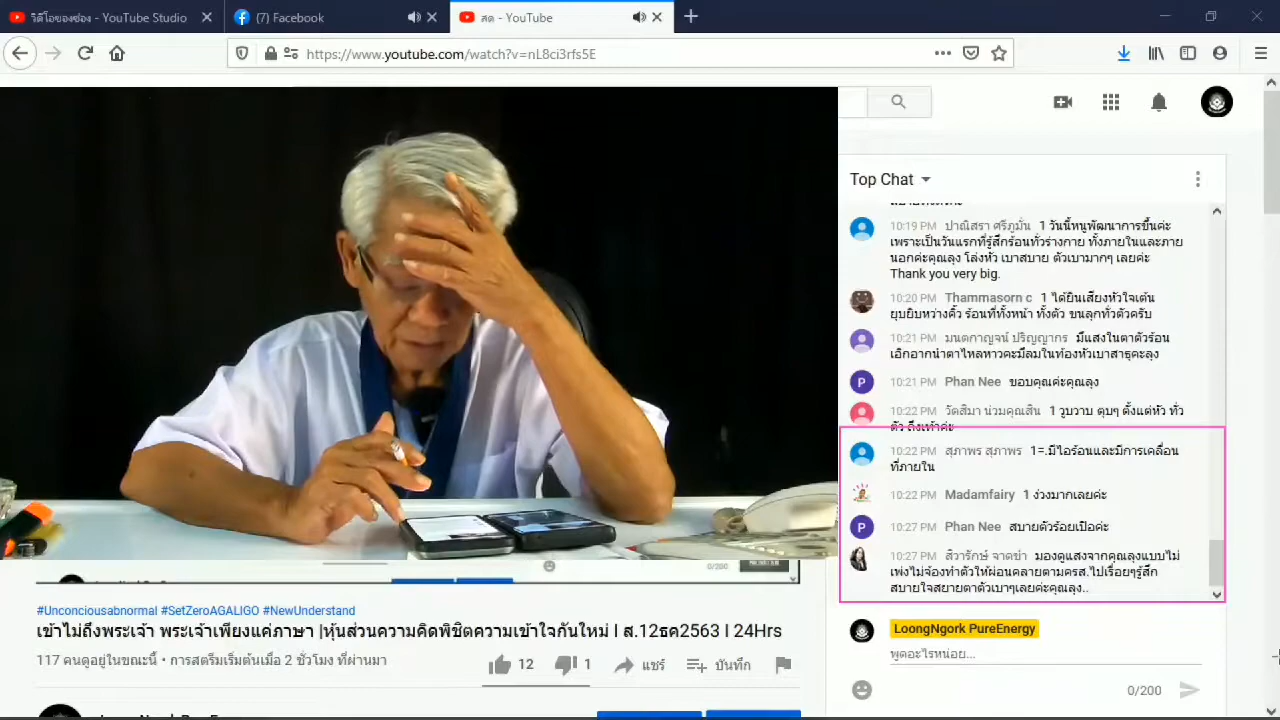 วิดีโอของช่อง - YouTube Studio
(7) Facebook
สด - YouTube
https://www.youtube.com/watch?v=nL8ci3rfs5E
Top Chat
10:19 PM ปาณิสรา ศรีภูมั่น 1 วันนี้หนูพัฒนาการขึ้นค่ะ
เพราะเป็นวันแรกที่รู้สึกร้อนทั่วร่างกาย ทั้งภายในและภาย
นอกค่ะคุณลุง โล่งหัว เบาสบาย ตัวเบามากๆ เลยค่ะ
Thank you very big.
10:20 PM Thammasorn c 1 ได้ยินเสียงหัวใจเต้น
ยุบยิบหว่างคิ้ว ร้อนที่ทั้งหน้า ทั้งตัว ขนลุกทั่วตัวครับ
10:21 PM มนตกาญจน์ ปริญญากร มีแสงในตาตัวร้อน
เอิกอากน่ำตาไหลหาวคะมีลมในท้องหัวเบาสาธุคะลุง
10:21 PM Phan Nee ขอบคุณค่ะคุณลุง
10:22 PM วัตสิมา น่วมคุณสิน 1 วูบวาบ ตุบๆ ตั้งแต่หัว ทั่ว
ตัว ถึงเท้าค่ะ
10:22 PM สุภาพร สุภาพร 1=.มีไอร้อนและมีการเคลื่อน
ที่ภายใน
10:22 PM Madamfairy 1 ง่วงมากเลยค่ะ
10:27 PM Phan Nee สบายตัวร้อยเปิอค่ะ
10:27 PM สิวารักษ์ จาดขำ มองดูแสงจากคุณลุงแบบไม่
เพ่งไม่จ้องทำตัวให้ผ่อนคลายตามครส.ไปเรื่อยๆรู้สึก
สบายใจสยายตาตัวเบาๆเลยค่ะคุณลุง..
LoongNgork PureEnergy
พูดอะไรหน่อย...
0/200
0/200
#Unconciousabnormal #SetZeroAGALIGO #NewUnderstand
เข้าไม่ถึงพระเจ้า พระเจ้าเพียงแค่ภาษา |หุ้นส่วนความคิดพิชิตความเข้าใจกันใหม่ I ส.12ธค2563 I 24Hrs
117 คนดูอยู่ในขณะนี้ • การสตรีมเริ่มต้นเมื่อ 2 ชั่วโมง ที่ผ่านมา
12 1 แชร์ บันทึก